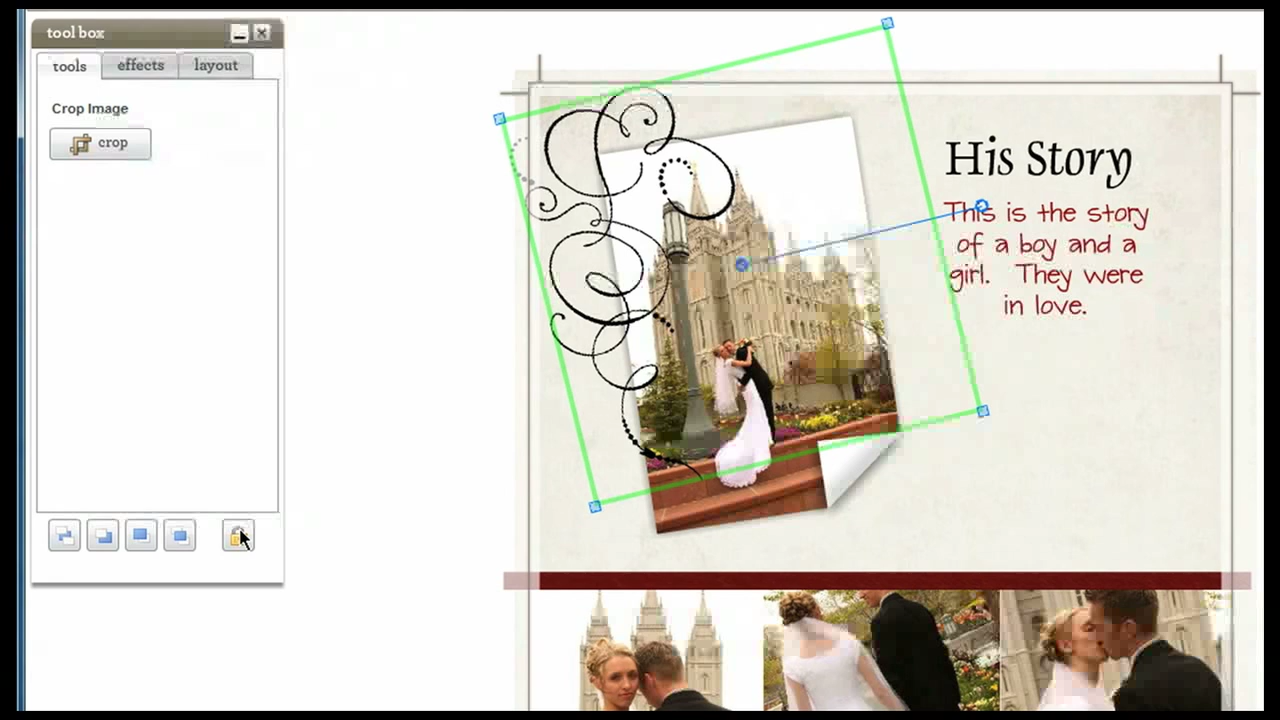 tool box
tools effects layout
Crop Image
crop
His Story
This is the story
of a boy and a
girl. They were
in love.